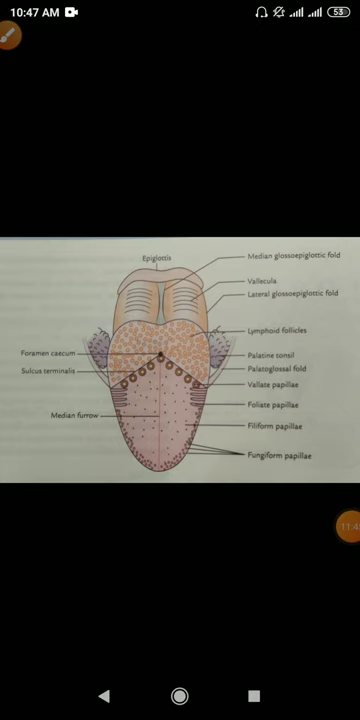 10:47 AM
53
Epiglottis
Median glossoepiglottic fold
Vallecula
Lateral glossoepiglottic fold
Lymphoid follicles
Foramen caecum
Palatine tonsil
Sulcus terminalis
Palatoglossal fold
Vallate papillae
Foliate papillae
Median furrow
Filiform papillae
Fungiform papillae